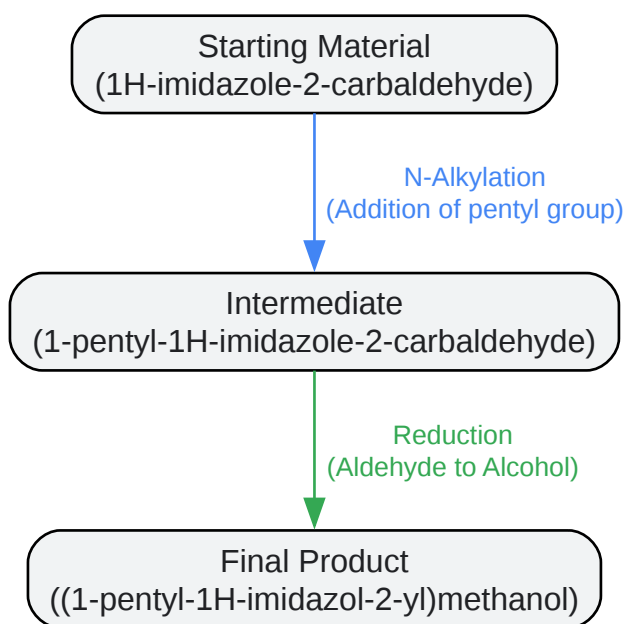 Starting Material
(1H-imidazole-2-carbaldehyde)
N-Alkylation
(Addition of pentyl group)
Intermediate
(1-pentyl-1H-imidazole-2-carbaldehyde)
Reduction
(Aldehyde to Alcohol)
Final Product
((1-pentyl-1H-imidazol-2-yl)methanol)